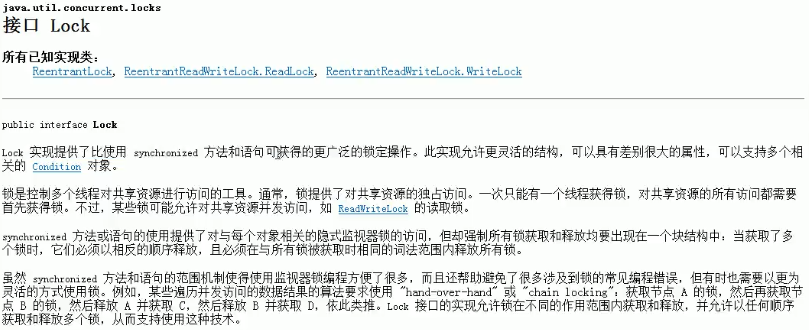 java.util.concurrent.locks
接口 Lock
所有已知实现类：
ReentrantLock, ReentrantReadWriteLock.ReadLock, ReentrantReadWriteLock.WriteLock
public interface Lock
Lock 实现提供了比使用 synchronized 方法和语句可获得的更广泛的锁定操作。此实现允许更灵活的结构，可以具有差别很大的属性，可以支持多个相
关的 Condition 对象。
锁是控制多个线程对共享资源进行访问的工具。通常，锁提供了对共享资源的独占访问。一次只能有一个线程获得锁，对共享资源的所有访问都需要
首先获得锁。不过，某些锁可能允许对共享资源并发访问，如 ReadWriteLock 的读取锁。
synchronized 方法或语句的使用提供了对与每个对象相关的隐式监视器锁的访问，但却强制所有锁获取和释放均要出现在一个块结构中：当获取了多
个锁时，它们必须以相反的顺序释放，且必须在与所有锁被获取时相同的词法范围内释放所有锁。
虽然 synchronized 方法和语句的范围机制使得使用监视器锁编程方便了很多，而且还帮助避免了很多涉及到锁的常见编程错误，但有时也需要以更为
灵活的方式使用锁。例如，某些遍历并发访问的数据结果的算法要求使用 "hand-over-hand" 或 "chain locking"：获取节点 A 的锁，然后再获取节
点 B 的锁，然后释放 A 并获取 C，然后释放 B 并获取 D，依此类推。Lock 接口的实现允许锁在不同的作用范围内获取和释放，并允许以任何顺序
获取和释放多个锁，从而支持使用这种技术。